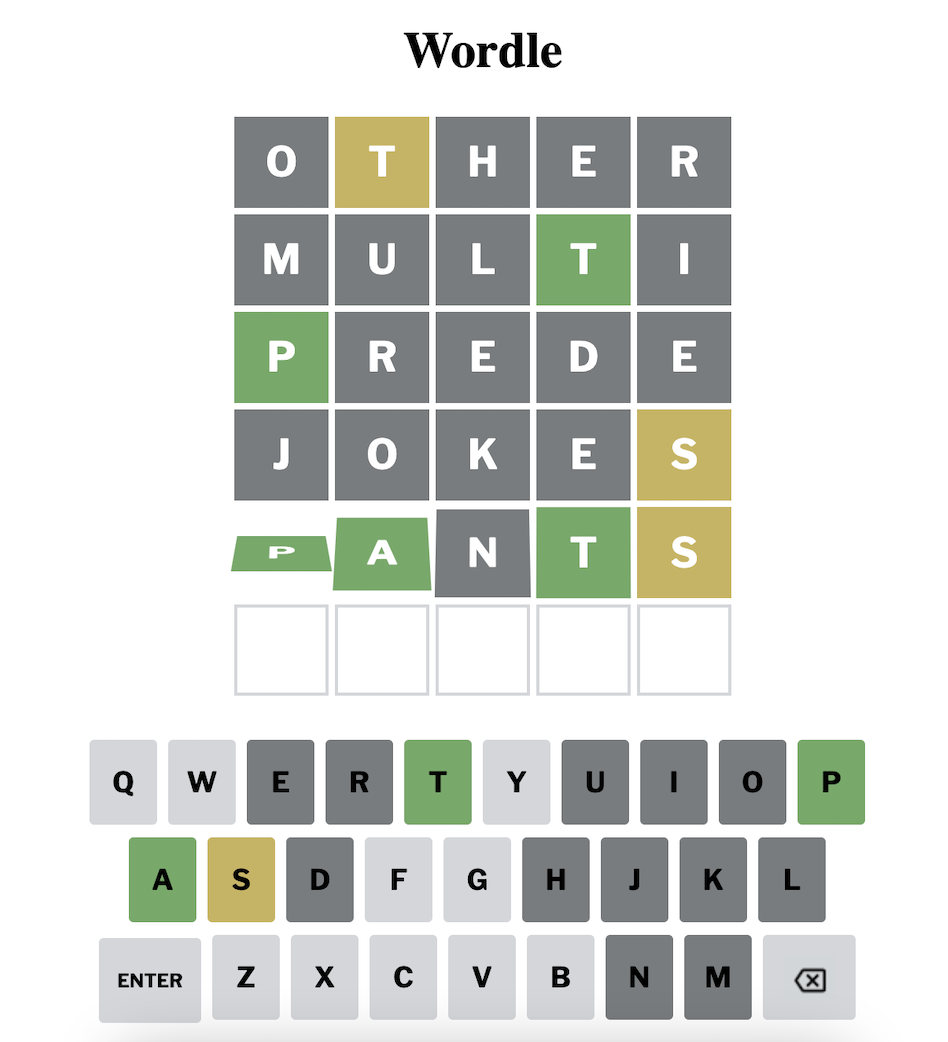 Wordle
O T H E R
M U L T I
P R E D E
J O K E S
P A N T S
Q W E R T Y U I O P
A S D F G H J K L
ENTER Z X C V B N M